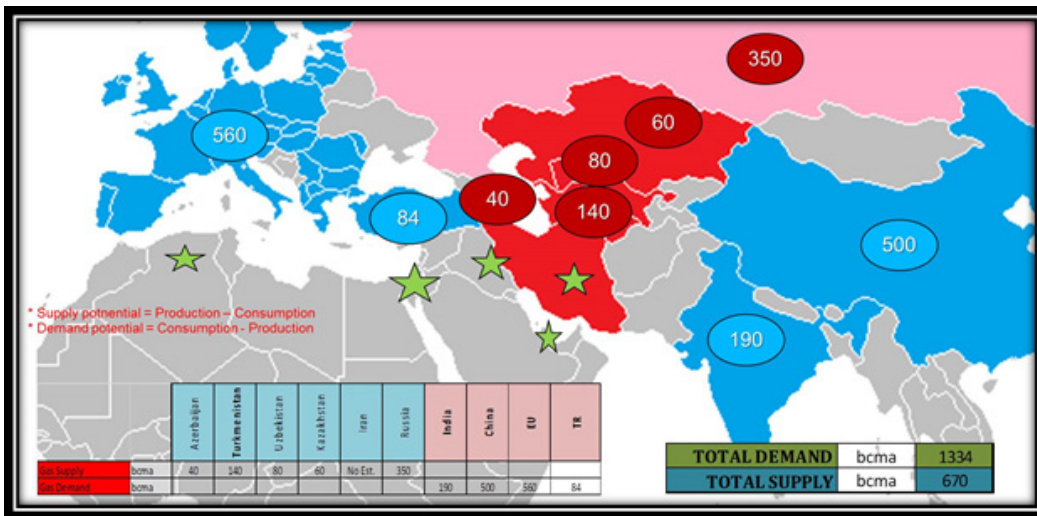 350
60
560
80
40
140
84
500
* Supply potnential = Production – Consumption
* Demand potential = Consumption - Production
190
Azerbaijan Turkmenistan Uzbekistan Kazakhstan Iran Russia India China EU TR
Gas Supply bcma 40 140 80 60 No Est. 350
Gas Demand bcma 190 500 560 84
TOTAL DEMAND bcma 1334
TOTAL SUPPLY bcma 670